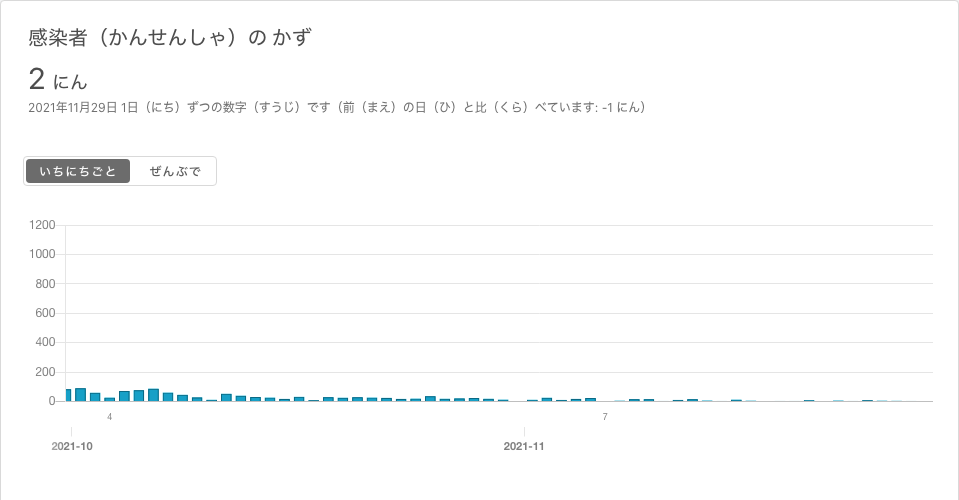 感染者（かんせんしゃ）の かず
2 にん
2021年11月29日 1日（にち）ずつの数字（すうじ）です（前（まえ）の日（ひ）と比（くら）べています: -1 にん）
いちにちごと ぜんぶで
1200
1000
800
600
400
200
0
4 7
2021-10 2021-11